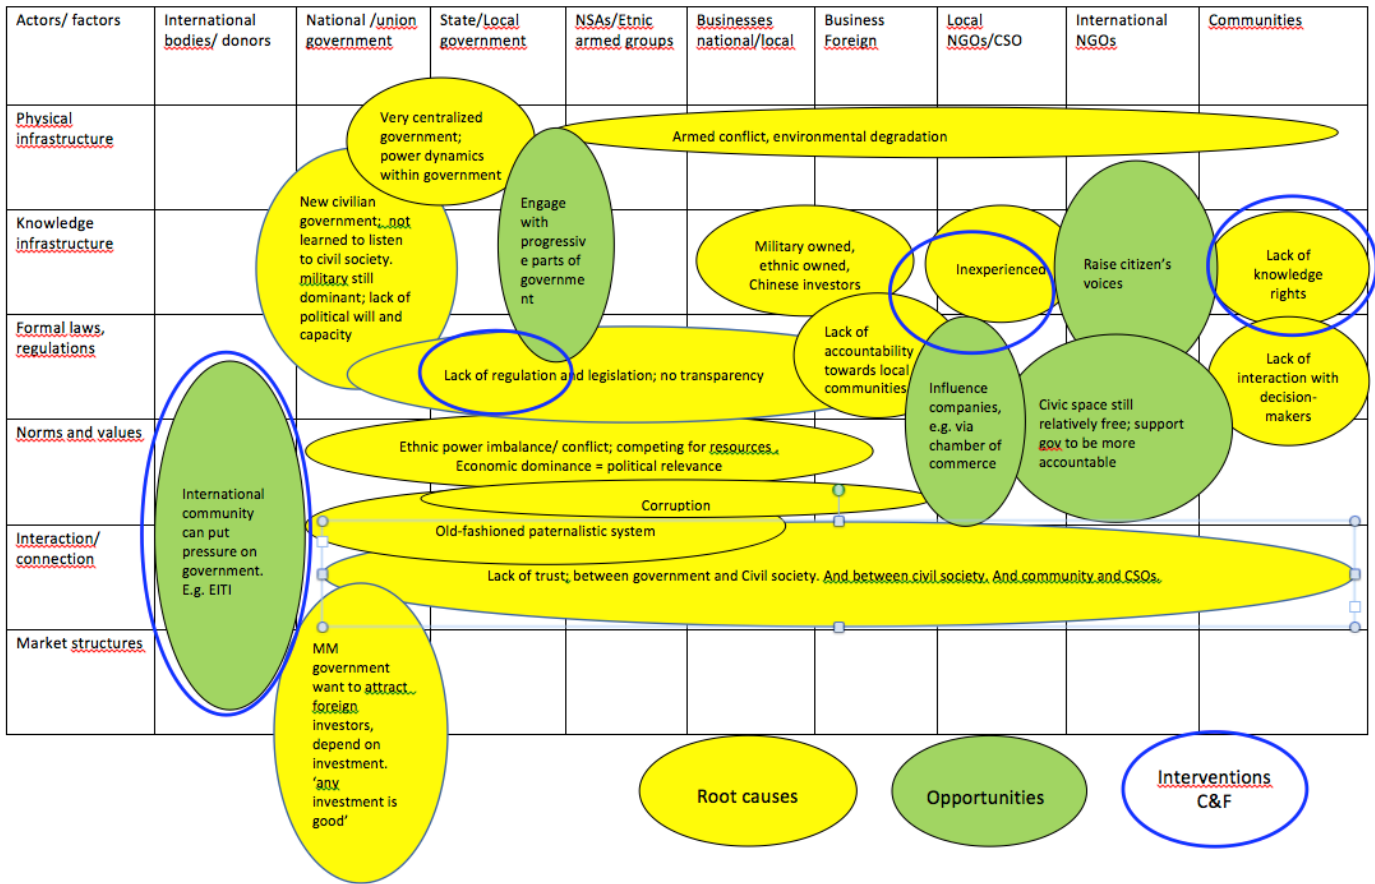 Actors/ factors
International
bodies/ donors
National /union
government
State/Local
government
NSAs/Etnic
armed groups
Businesses
national/local
Business
Foreign
Local
NGOs/CSO
International
NGOs
Communities
Physical
infrastructure
Very centralized
government;
power dynamics
within government
Armed conflict, environmental degradation
Knowledge
infrastructure
New civilian
government; not
learned to listen
to civil society.
military still
dominant; lack of
political will and
capacity
Engage
with
progressiv
e parts of
governme
nt
Military owned,
ethnic owned,
Chinese investors
Inexperienced
Raise citizen's
voices
Lack of
knowledge
rights
Formal laws,
regulations
Lack of regulation and legislation; no transparency
Lack of
accountability
towards local
communities
Influence
companies,
e.g. via
chamber of
commerce
Civic space still
relatively free; support
gov to be more
accountable
Lack of
interaction with
decision-
makers
Norms and values
Ethnic power imbalance/ conflict; competing for resources.
Economic dominance = political relevance
Corruption
International
community
can put
pressure on
government.
E.g. EITI
Interaction/
connection
Old-fashioned paternalistic system
Lack of trust; between government and Civil society. And between civil society. And community and CSOs.
Market structures
MM
government
want to attract
foreign
investors,
depend on
investment.
'any
investment is
good'
Root causes
Opportunities
Interventions
C&F